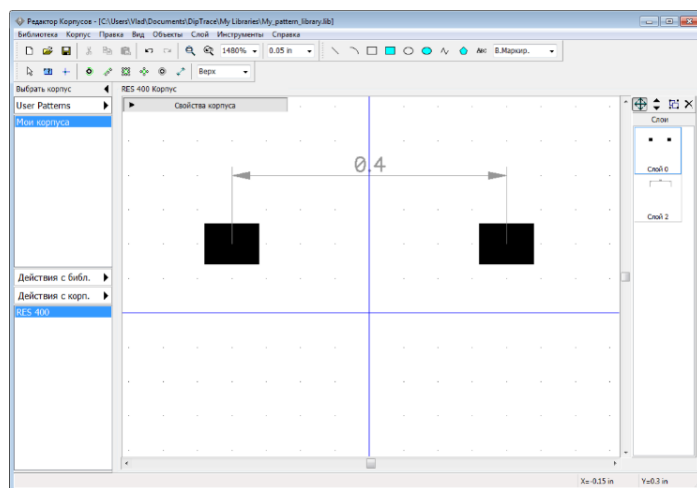 Редактор Корпусов - [C:\Users\Vlad\Documents\DipTrace\My Libraries\My_pattern_library.lib]
Библиотека Корпус Правка Вид Объекты Слой Инструменты Справка
1480% 0.05 in Abc В.Маркир.
Верх
Выбрать корпус RES 400 Корпус
User Patterns Свойства корпуса
Мои корпуса Слои
0.4
Слой 0
Слой 2
Действия с библ.
Действия с корп.
RES 400
X=-0.15 in Y=0.3 in